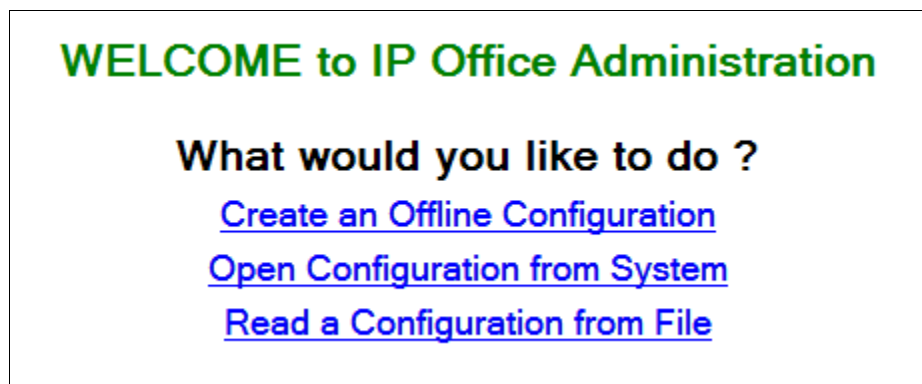 WELCOME to IP Office Administration
What would you like to do ?
Create an Offline Configuration
Open Configuration from System
Read a Configuration from File